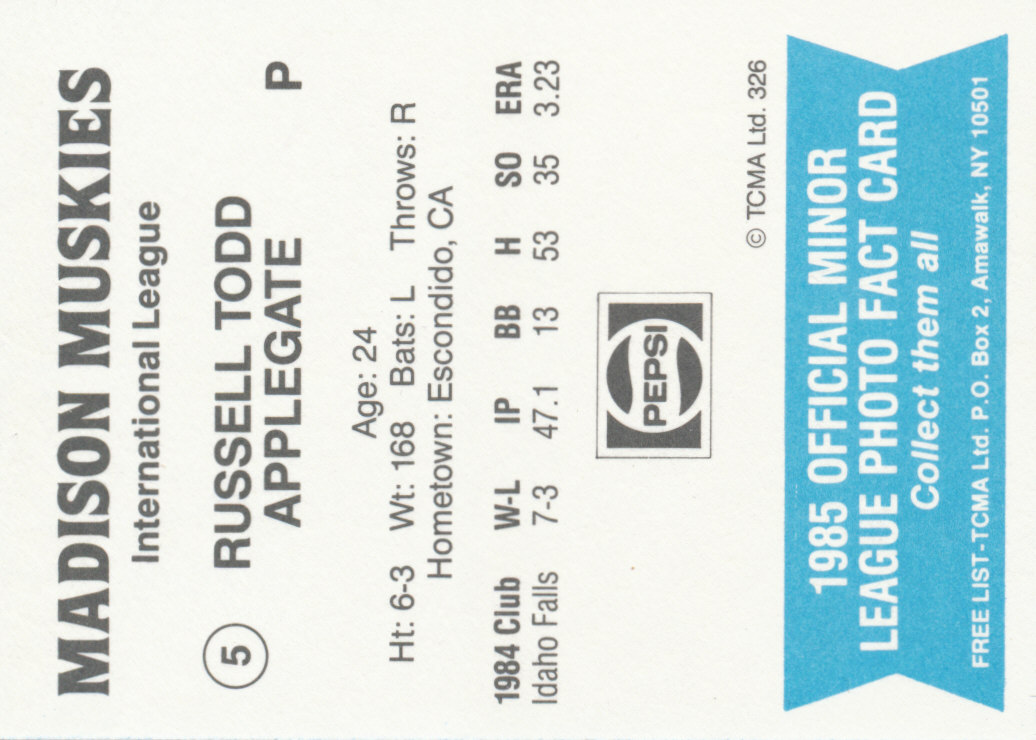 MADISON MUSKIES
International League
5 RUSSELL TODD P
APPLEGATE
Age: 24
Ht: 6-3 Wt: 168 Bats: L Throws: R
Hometown: Escondido, CA
1984 Club W-L IP BB H SO ERA
Idaho Falls 7-3 47.1 13 53 35 3.23
PEPSI
© TCMA Ltd. 326
1985 OFFICIAL MINOR
LEAGUE PHOTO FACT CARD
Collect them all
FREE LIST-TCMA Ltd. P.O. Box 2, Amawalk, NY 10501